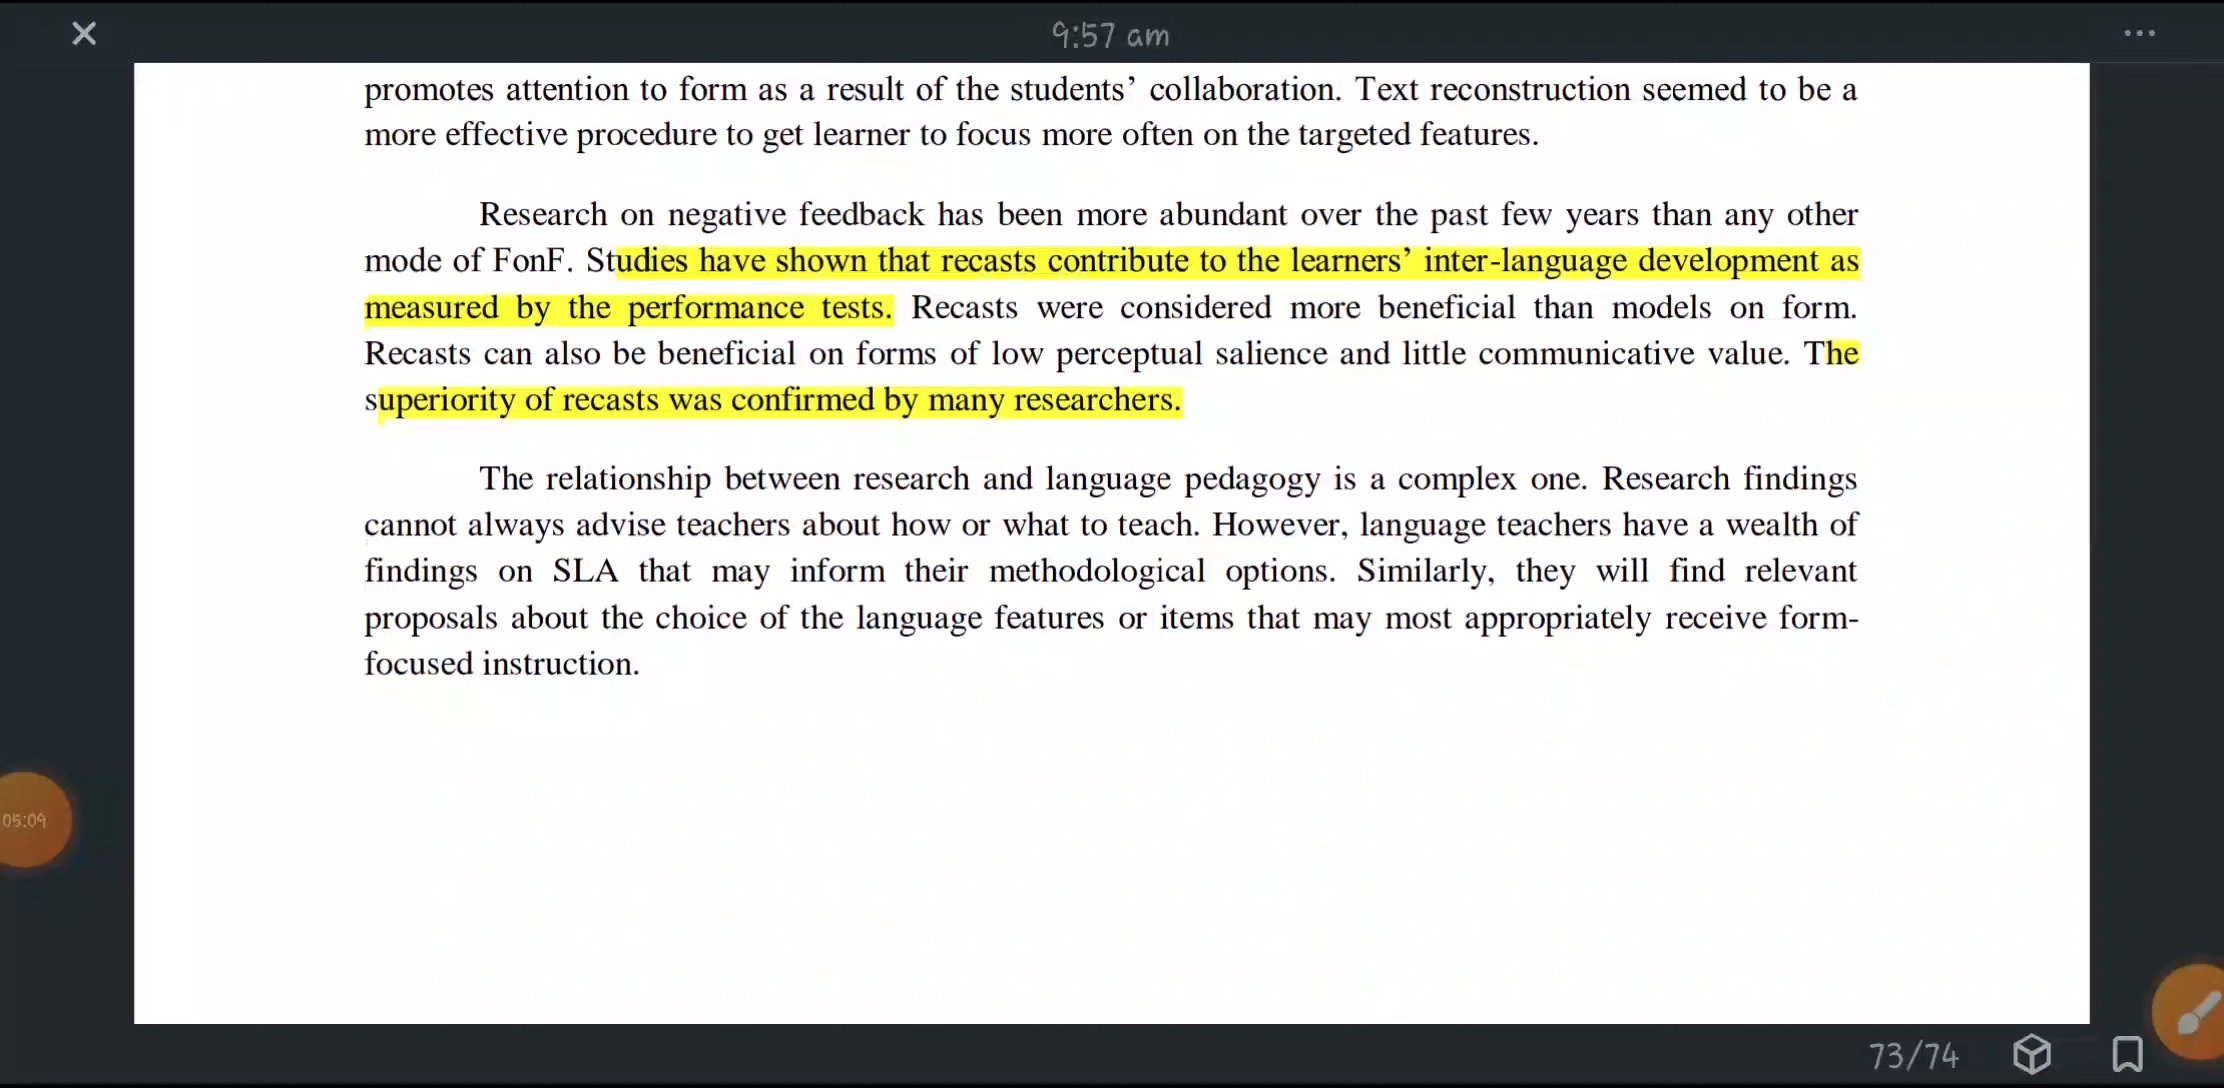 9:57 am
promotes attention to form as a result of the students’ collaboration. Text reconstruction seemed to be a
more effective procedure to get learner to focus more often on the targeted features.
Research on negative feedback has been more abundant over the past few years than any other
mode of FonF. Studies have shown that recasts contribute to the learners’ inter-language development as
measured by the performance tests. Recasts were considered more beneficial than models on form.
Recasts can also be beneficial on forms of low perceptual salience and little communicative value. The
superiority of recasts was confirmed by many researchers.
The relationship between research and language pedagogy is a complex one. Research findings
cannot always advise teachers about how or what to teach. However, language teachers have a wealth of
findings on SLA that may inform their methodological options. Similarly, they will find relevant
proposals about the choice of the language features or items that may most appropriately receive form-
focused instruction.
05:09
73/74